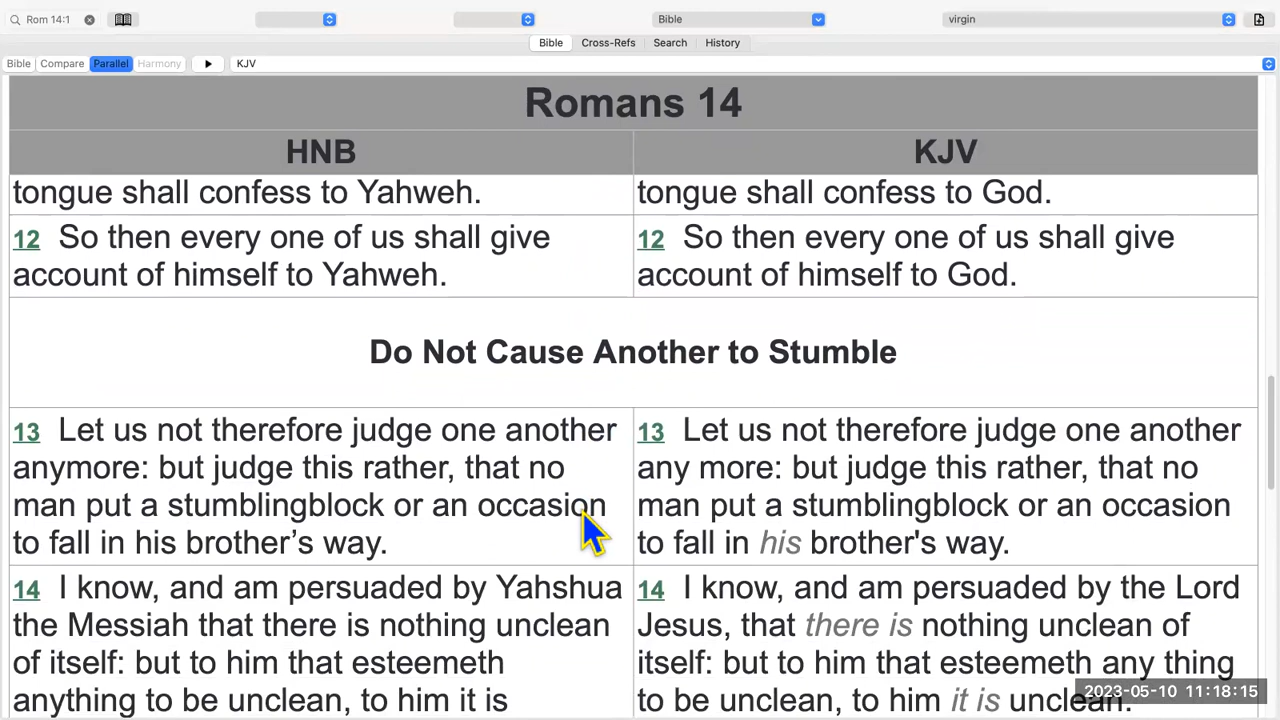 Rom 14:1 Bible virgin
Bible Cross-Refs Search History
Bible Compare Parallel Harmony KJV
Romans 14
HNB KJV
tongue shall confess to Yahweh.
12 So then every one of us shall give
account of himself to Yahweh.
tongue shall confess to God.
12 So then every one of us shall give
account of himself to God.
Do Not Cause Another to Stumble
13 Let us not therefore judge one another
anymore: but judge this rather, that no
man put a stumblingblock or an occasion
to fall in his brother’s way.
13 Let us not therefore judge one another
any more: but judge this rather, that no
man put a stumblingblock or an occasion
to fall in his brother's way.
14 I know, and am persuaded by Yahshua
the Messiah that there is nothing unclean
of itself: but to him that esteemeth
anything to be unclean, to him it is
14 I know, and am persuaded by the Lord
Jesus, that there is nothing unclean of
itself: but to him that esteemeth any thing
to be unclean, to him it is unclean.
2023-05-10 11:18:15